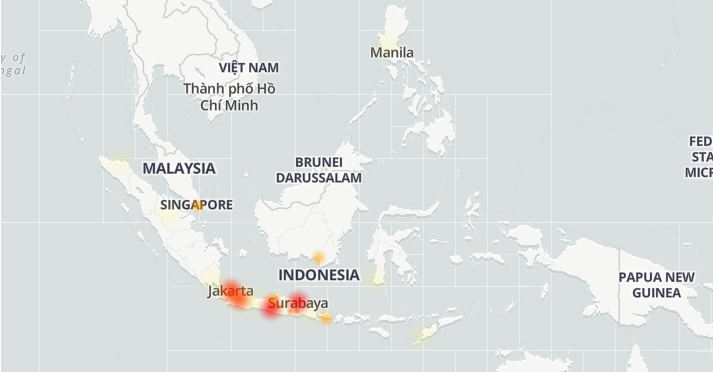 Manila
y of
ngal
VIỆT NAM
Thành phố Hồ
Chí Minh
FED
STA
MICR
MALAYSIA
BRUNEI
DARUSSALAM
SINGAPORE
INDONESIA
PAPUA NEW
GUINEA
Jakarta
Surabaya